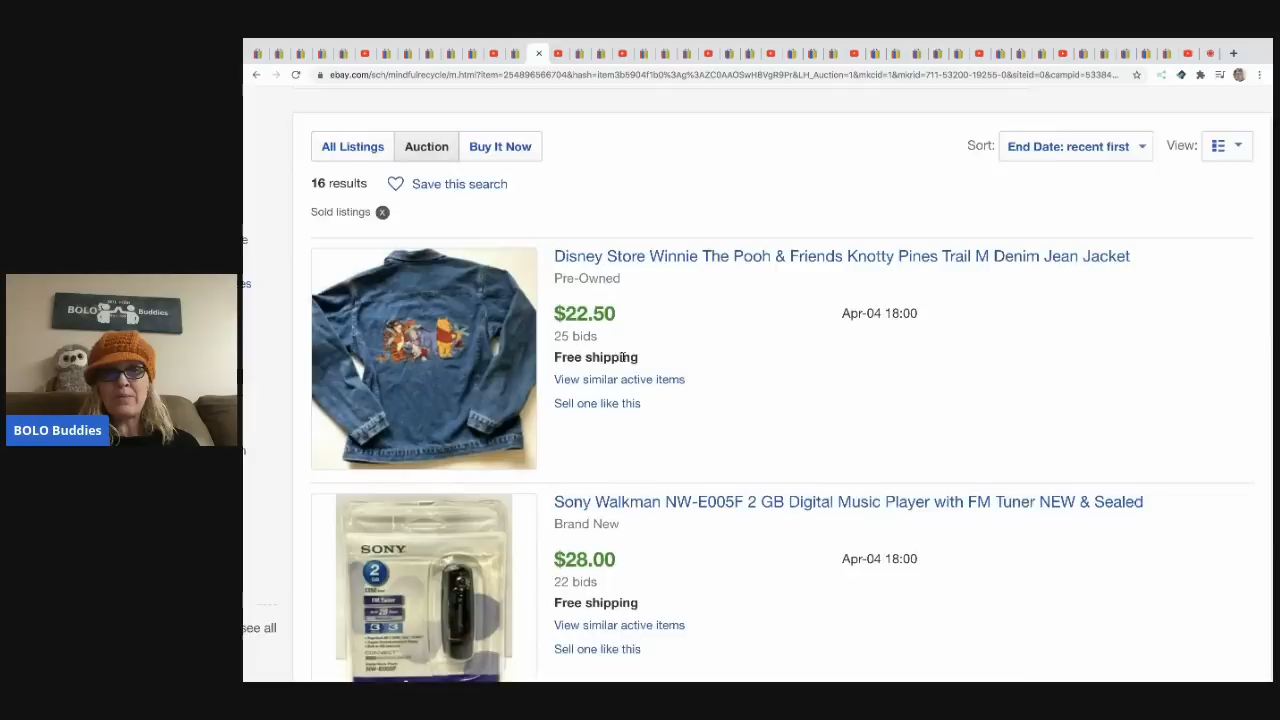 ebay.com/sch/mindfulrecycle/m.html?item=254896566704&hash=item3b5904f1b0%3Ag%3AZC0AAOSwHBVgR9Pr&LH_Auction=1&mkcid=1&mkrid=711-53200-19255-0&siteid=0&campid=53384...
All Listings Auction Buy It Now
Sort: End Date: recent first View:
16 results Save this search
Sold listings X
Disney Store Winnie The Pooh & Friends Knotty Pines Trail M Denim Jean Jacket
Pre-Owned
$22.50 Apr-04 18:00
25 bids
Free shipping
View similar active items
Sell one like this
BOLO Buddies
BOLO Buddies
Sony Walkman NW-E005F 2 GB Digital Music Player with FM Tuner NEW & Sealed
Brand New
$28.00 Apr-04 18:00
22 bids
Free shipping
View similar active items
Sell one like this
SONY
2
GB
FM Tuner
NW-E005F
see all